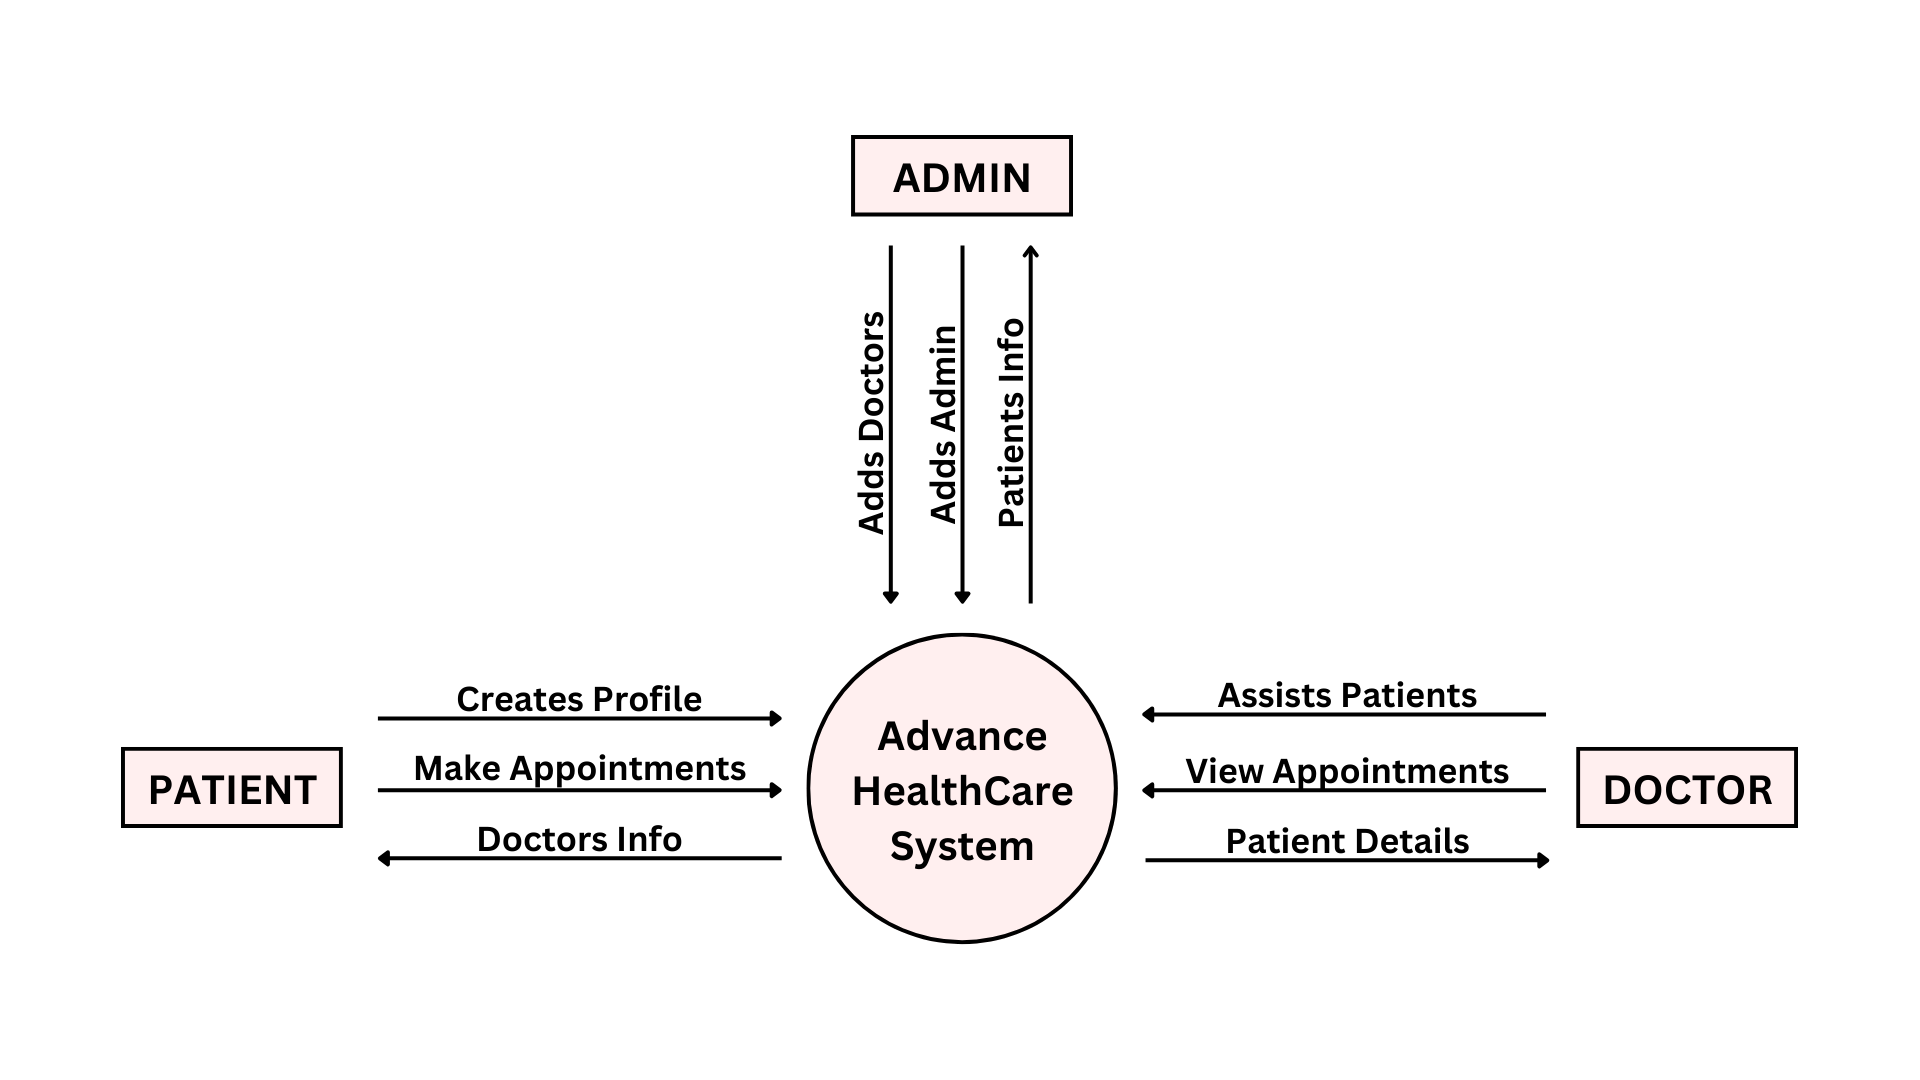 ADMIN
Adds Doctors
Adds Admin
Patients Info
Creates Profile
Make Appointments
Doctors Info
PATIENT
Advance
HealthCare
System
Assists Patients
View Appointments
Patient Details
DOCTOR